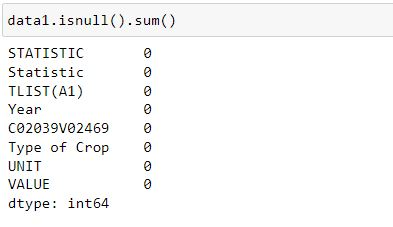 data1.isnull().sum()
STATISTIC 0
Statistic 0
TLIST(A1) 0
Year 0
C02039V02469 0
Type of Crop 0
UNIT 0
VALUE 0
dtype: int64